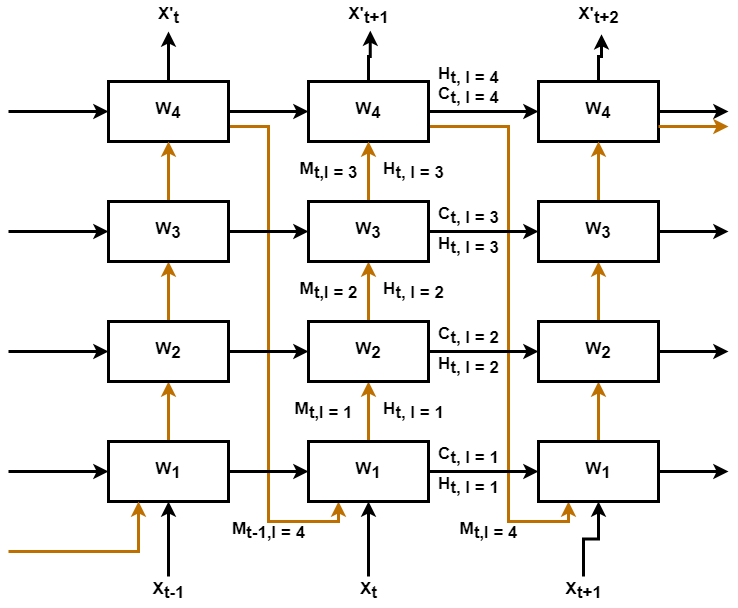 X't X't+1 X't+2
Ht, l = 4
W4 W4 Ct, l = 4 W4
Mt,l = 3 Ht, l = 3
Ct, l = 3
W3 W3 W3
Ht, l = 3
Mt,l = 2 Ht, l = 2
Ct, l = 2
W2 W2 W2
Ht, l = 2
Mt,l = 1 Ht, l = 1
Ct, l = 1
W1 W1 W1
Ht, l = 1
Mt-1,l = 4 Mt,l = 4
Xt-1 Xt Xt+1